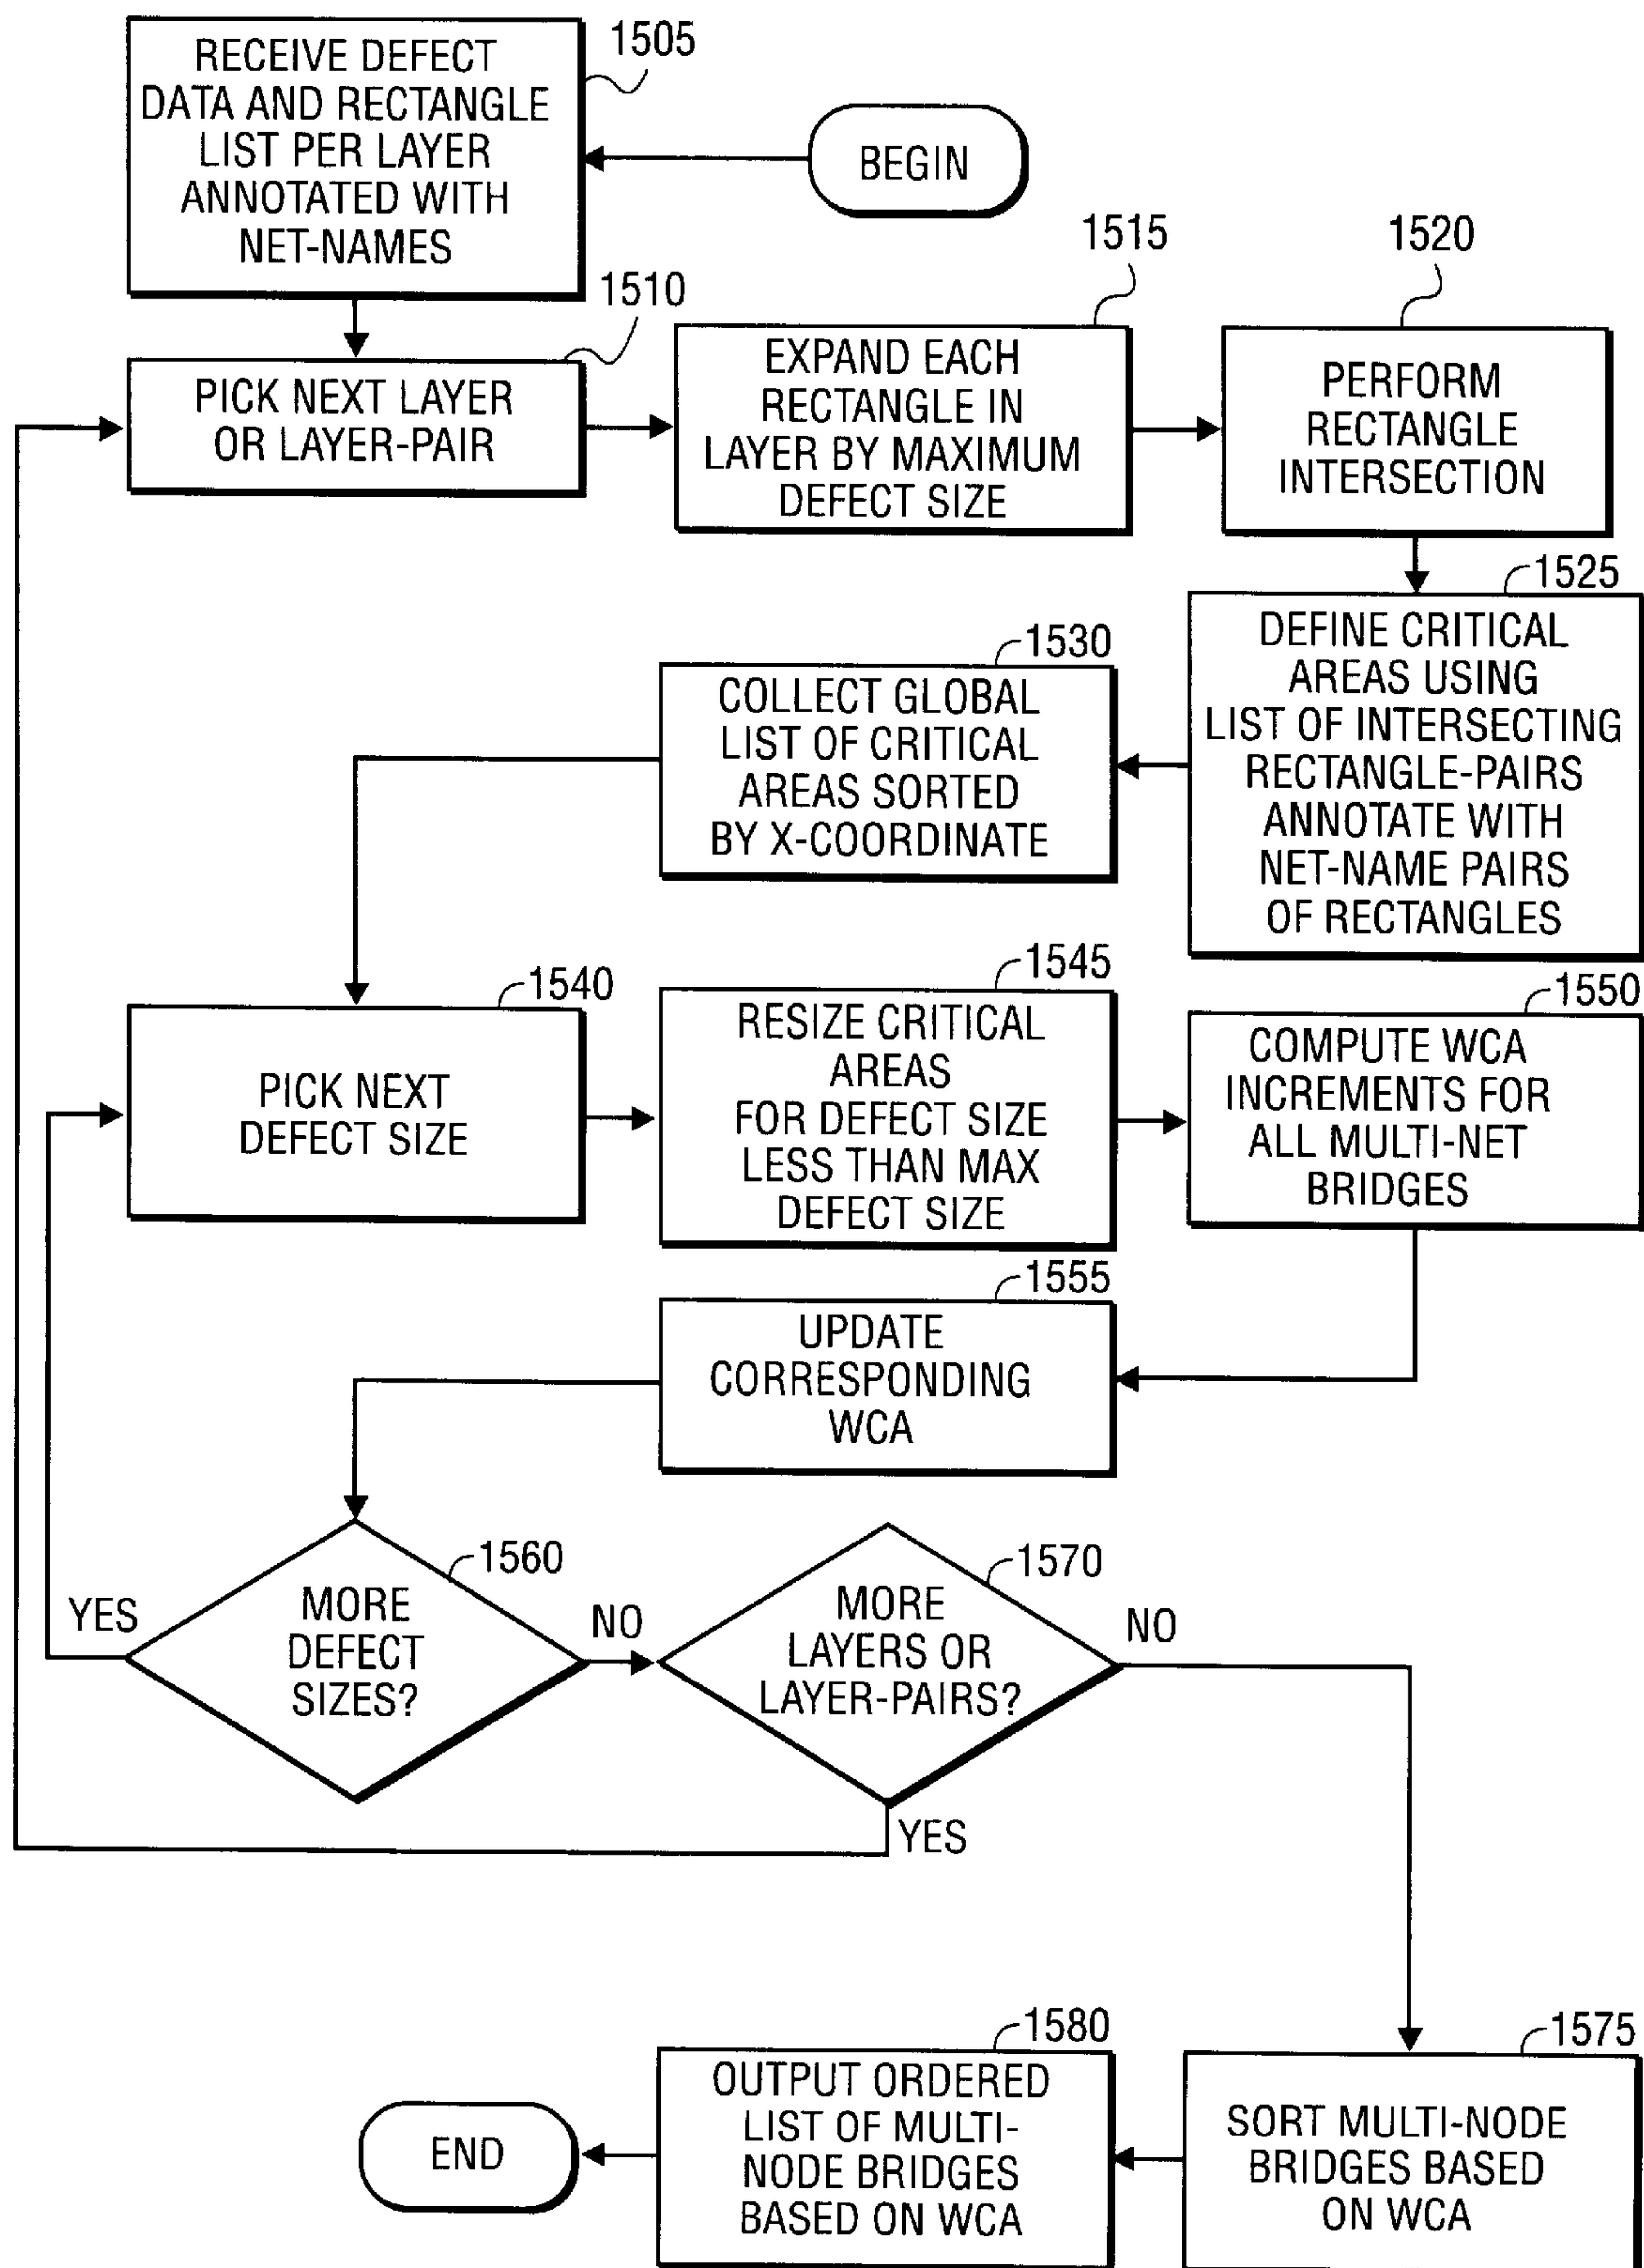 RECEIVE DEFECT
DATA AND RECTANGLE
LIST PER LAYER
ANNOTATED WITH
NET-NAMES
1505
BEGIN
1510
PICK NEXT LAYER
OR LAYER-PAIR
1515
EXPAND EACH
RECTANGLE IN
LAYER BY MAXIMUM
DEFECT SIZE
1520
PERFORM
RECTANGLE
INTERSECTION
1525
DEFINE CRITICAL
AREAS USING
LIST OF INTERSECTING
RECTANGLE-PAIRS
ANNOTATE WITH
NET-NAME PAIRS
OF RECTANGLES
1530
COLLECT GLOBAL
LIST OF CRITICAL
AREAS SORTED
BY X-COORDINATE
1540
PICK NEXT
DEFECT SIZE
1545
RESIZE CRITICAL
AREAS
FOR DEFECT SIZE
LESS THAN MAX
DEFECT SIZE
1550
COMPUTE WCA
INCREMENTS FOR
ALL MULTI-NET
BRIDGES
1555
UPDATE
CORRESPONDING
WCA
1560
MORE
DEFECT
SIZES?
YES
NO
1570
MORE
LAYERS OR
LAYER-PAIRS?
NO
YES
1575
SORT MULTI-NODE
BRIDGES BASED
ON WCA
1580
OUTPUT ORDERED
LIST OF MULTI-
NODE BRIDGES
BASED ON WCA
END